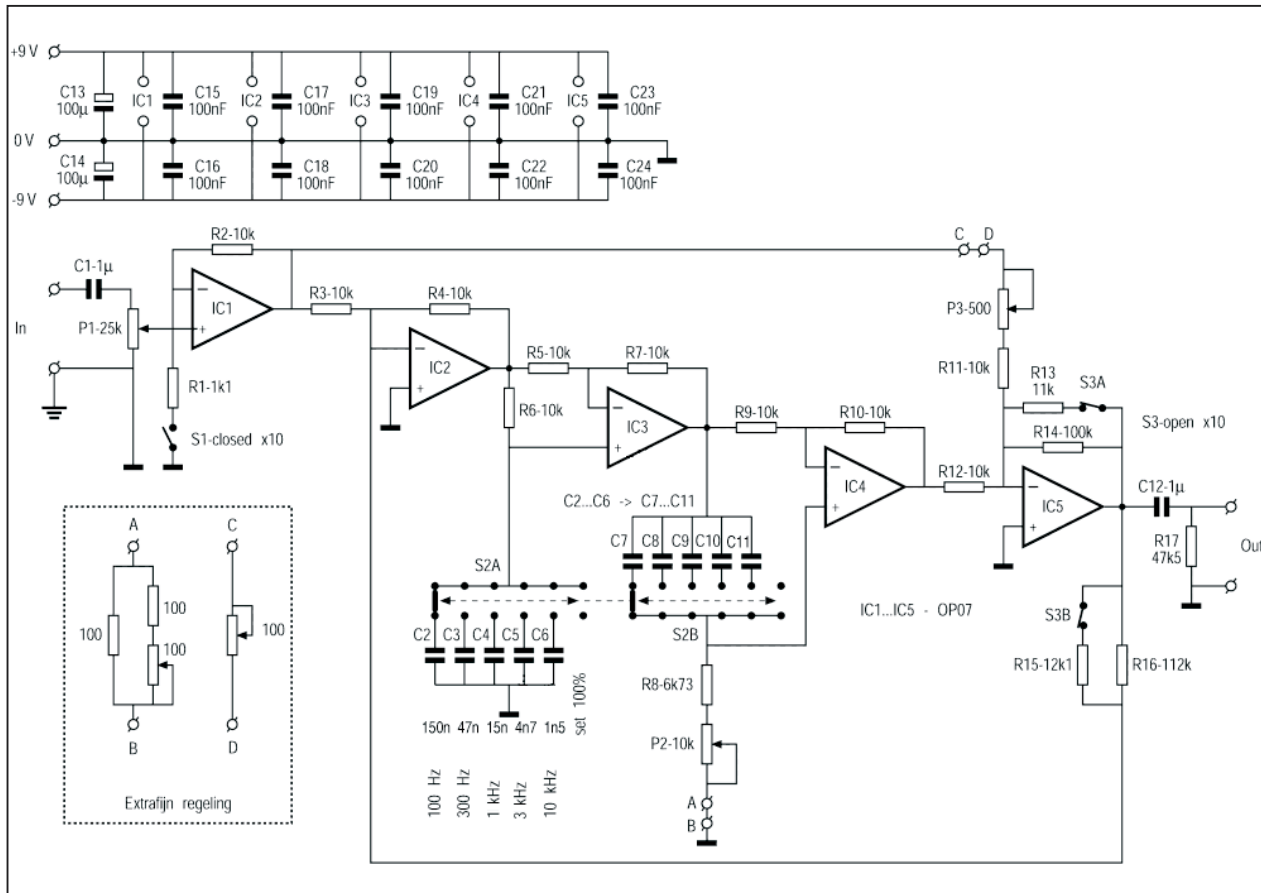 +9 V
C13
100µ
IC1
C15
100nF
IC2
C17
100nF
IC3
C19
100nF
IC4
C21
100nF
IC5
C23
100nF
0 V
C14
100µ
C16
100nF
C18
100nF
C20
100nF
C22
100nF
C24
100nF
-9 V
R2-10k
C D
C1-1µ
IC1
R3-10k
R4-10k
P3-500
In
P1-25k
IC2
R5-10k
R7-10k
R11-10k
R13
11k
S3A
R1-1k1
R6-10k
IC3
R9-10k
R10-10k
S3-open x10
S1-closed x10
R14-100k
IC4
R12-10k
IC5
C12-1µ
C2...C6 -> C7...C11
R17
47k5
Out
C7 C8 C9 C10 C11
S2A
IC1...IC5 - OP07
S3B
C2 C3 C4 C5 C6
S2B
R15-12k1
R16-112k
R8-6k73
150n 47n 15n 4n7 1n5 set 100%
P2-10k
100 Hz 300 Hz 1 kHz 3 kHz 10 kHz
A
B
A C
100
100
100
100
B D
Extrafijn regeling